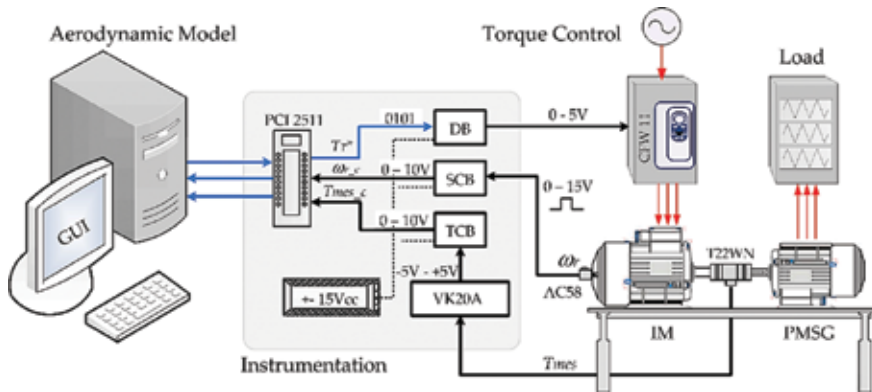 Aerodynamic Model
Torque Control
Load
PCI 2511
0101
Tr*
DB
0 - 5V
CFW 11
ωr_c
0 – 10V
SCB
Tmes_c
0 – 10V
TCB
0 – 15V
GUI
-5V - +5V
ωr
T22WN
AC58
+- 15Vcc
VK20A
IM
PMSG
Instrumentation
Tmes